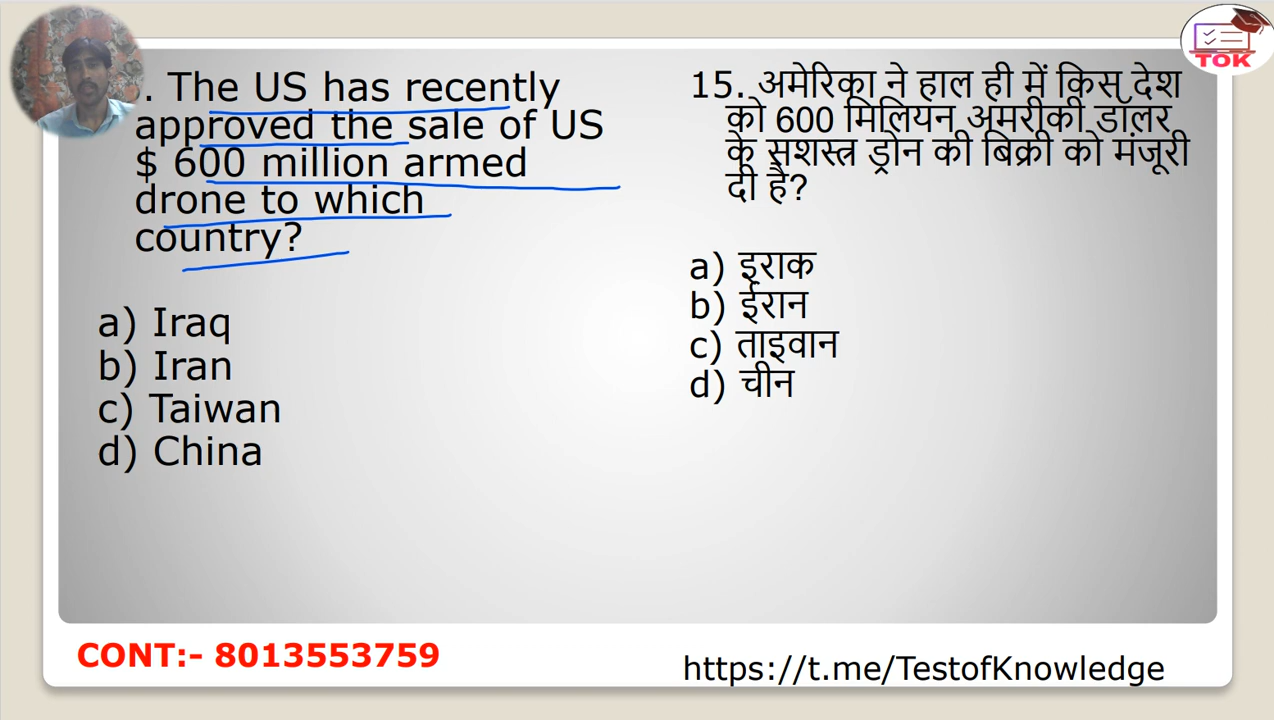 . The US has recently
approved the sale of US
$ 600 million armed
drone to which
country?
a) Iraq
b) Iran
c) Taiwan
d) China
15. अमेरिका ने हाल ही में किस देश
को 600 मिलियन अमरीकी डॉलर
के सशस्त्र ड्रोन की बिक्री को मंजूरी
दी है?
a) इराक
b) ईरान
c) ताइवान
d) चीन
TOK
CONT:- 8013553759
https://t.me/TestofKnowledge